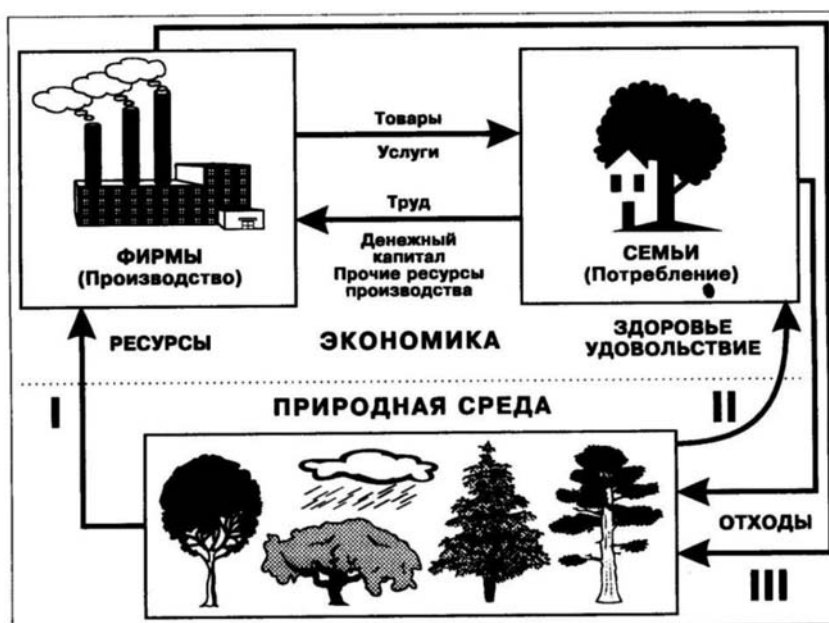 Товары
Услуги
Труд
Денежный
капитал
Прочие ресурсы
производства
ФИРМЫ
(Производство)
СЕМЬИ
(Потребление)
РЕСУРСЫ
ЭКОНОМИКА
ЗДОРОВЬЕ
УДОВОЛЬСТВИЕ
I
ПРИРОДНАЯ СРЕДА
II
ОТХОДЫ
III